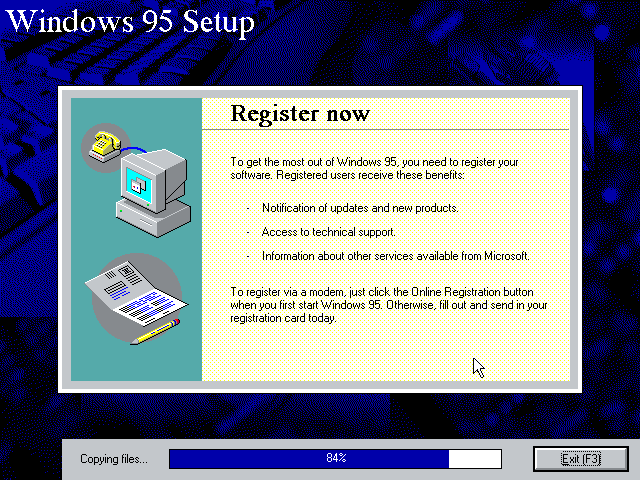 Windows 95 Setup
Register now
To get the most out of Windows 95, you need to register your
software. Registered users receive these benefits:
- Notification of updates and new products.
- Access to technical support.
- Information about other services available from Microsoft.
To register via a modem, just click the Online Registration button
when you first start Windows 95. Otherwise, fill out and send in your
registration card today.
Copying files... 84% Exit (F3)